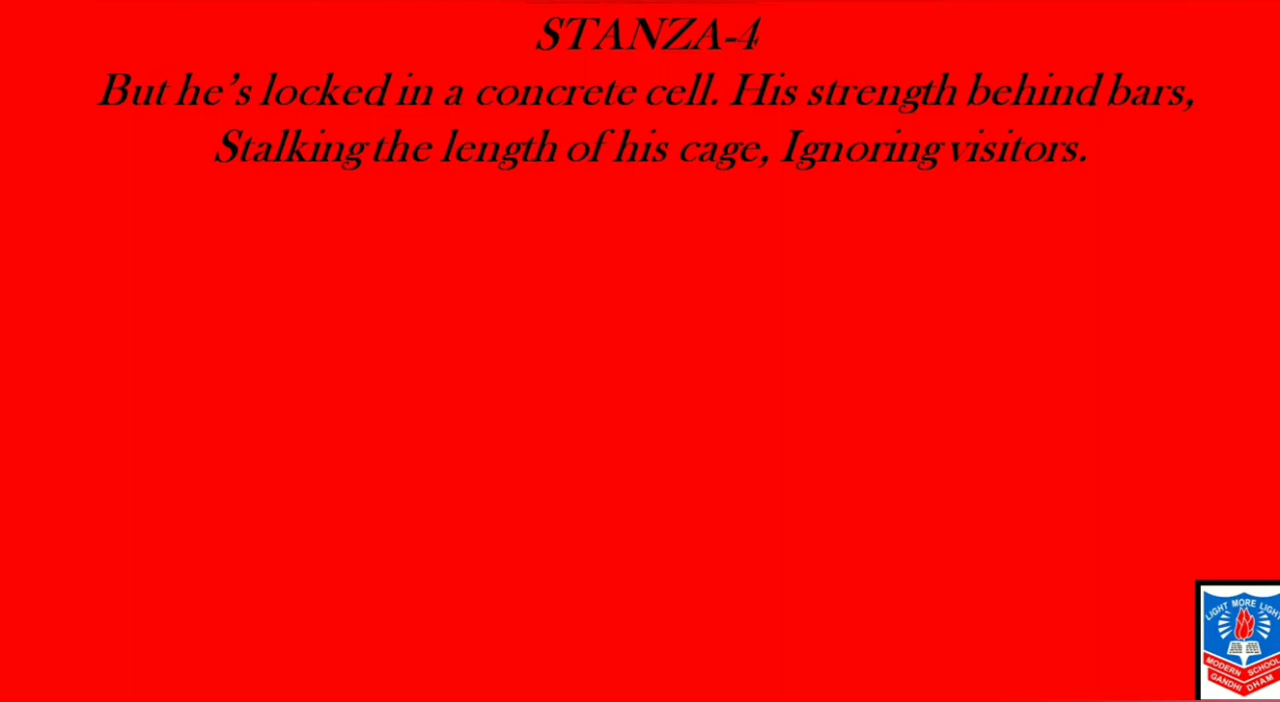 STANZA-4
But he’s locked in a concrete cell. His strength behind bars,
Stalking the length of his cage, Ignoring visitors.
LIGHT MORE LIGHT
MODERN SCHOOL
GANDHI DHAM